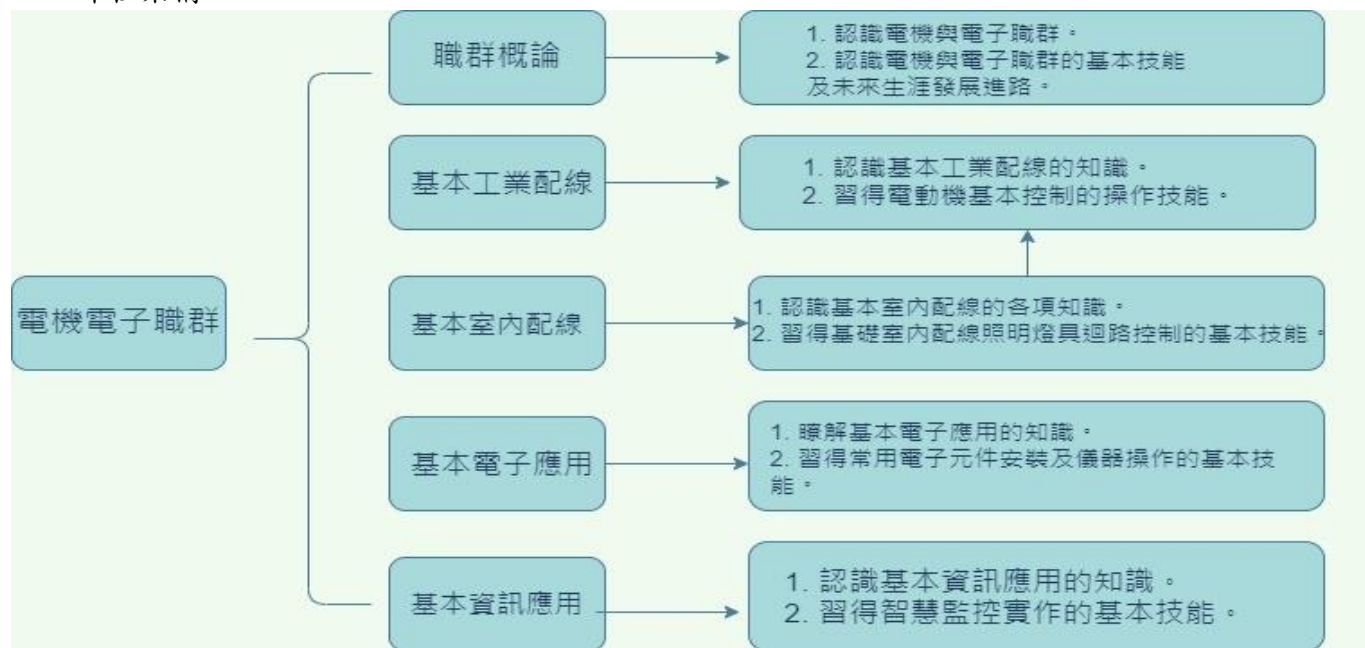 職群概論
1. 認識電機與電子職群。
2. 認識電機與電子職群的基本技能
及未來生涯發展進路。
基本工業配線
1. 認識基本工業配線的知識。
2. 習得電動機基本控制的操作技能。
電機電子職群
基本室內配線
1. 認識基本室內配線的各項知識。
2. 習得基礎室內配線照明燈具迴路控制的基本技能。
基本電子應用
1. 瞭解基本電子應用的知識。
2. 習得常用電子元件安裝及儀器操作的基本技
能。
基本資訊應用
1. 認識基本資訊應用的知識。
2. 習得智慧監控實作的基本技能。